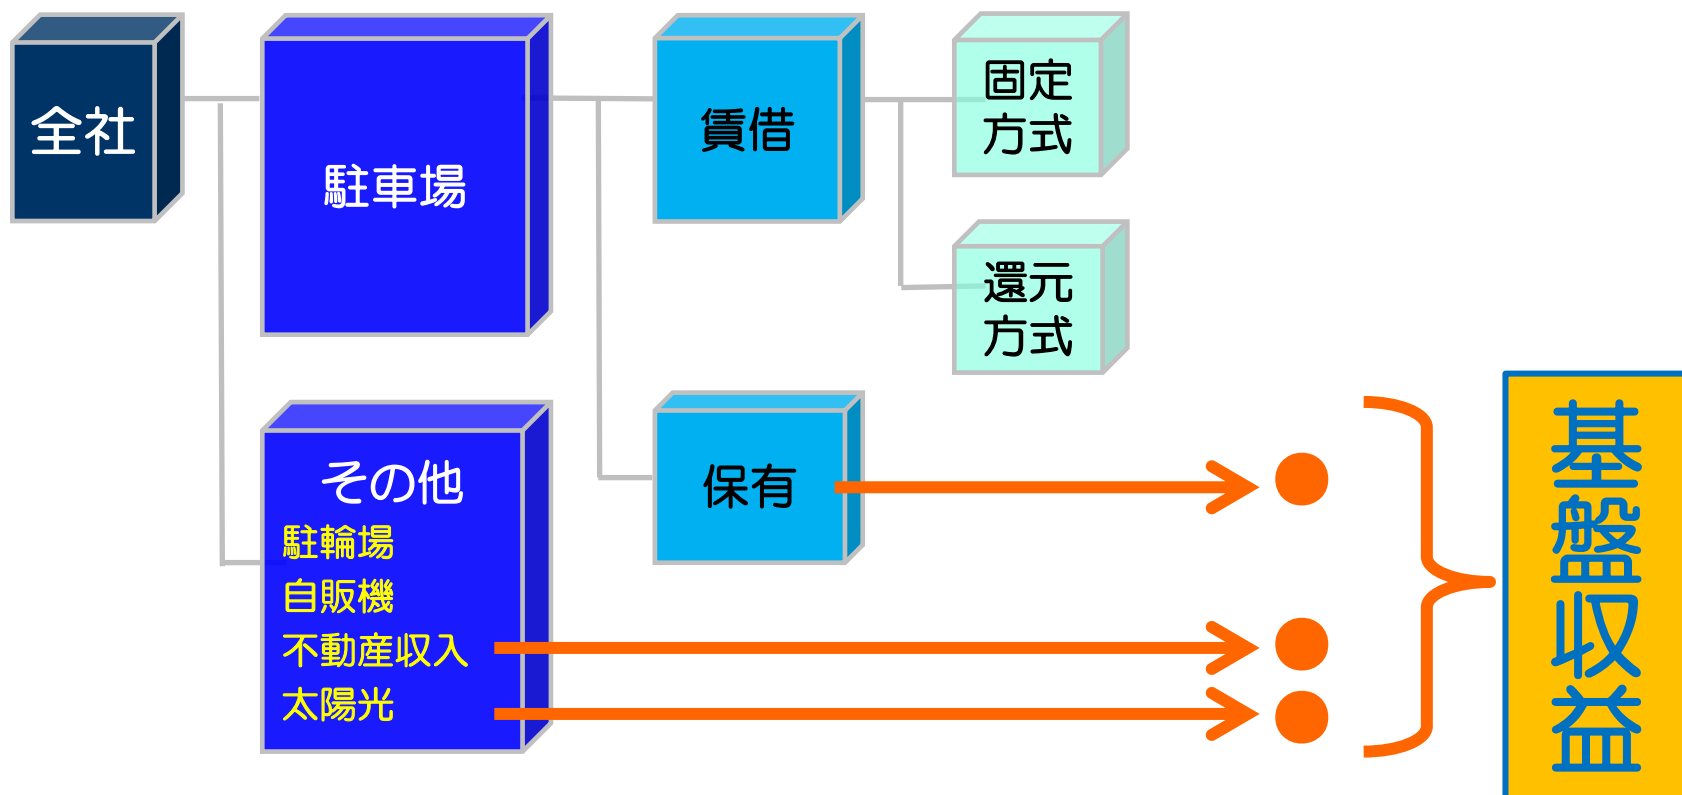 全社
駐車場
賃借
固定
方式
還元
方式
保有
その他
駐輪場
自販機
不動産収入
太陽光
基盤収益